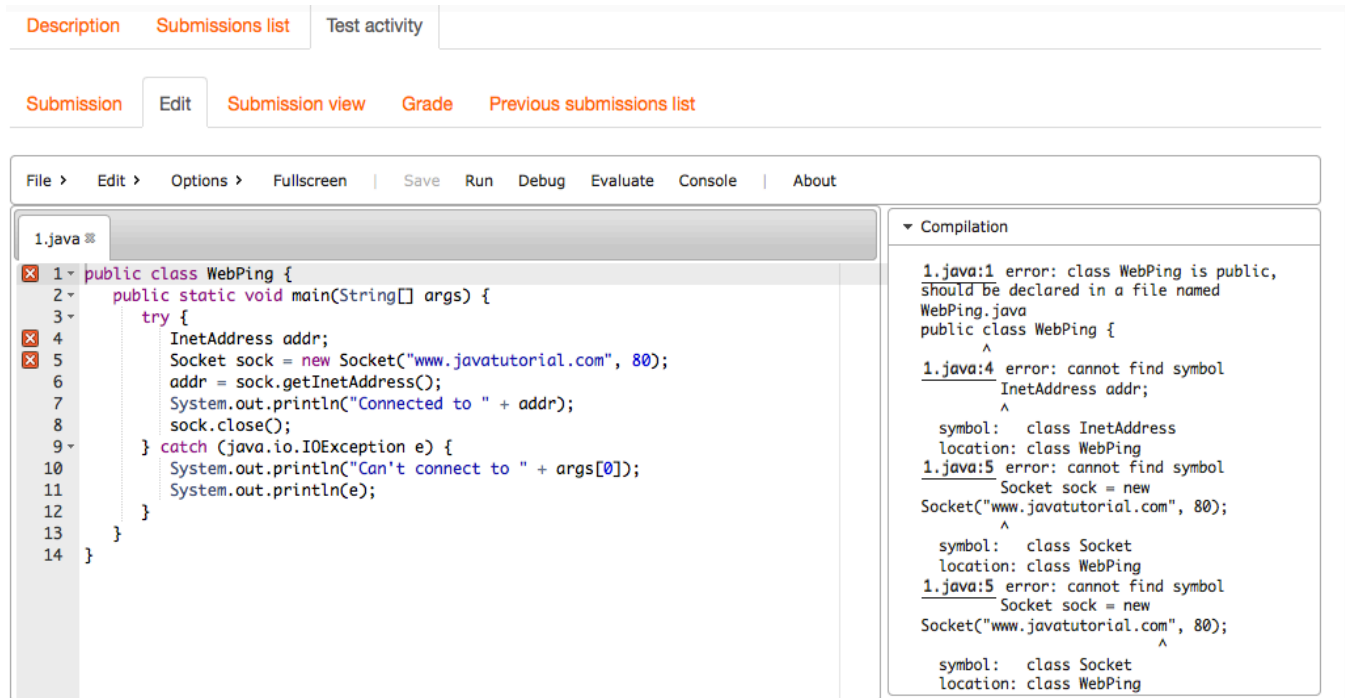 Description Submissions list Test activity
Submission Edit Submission view Grade Previous submissions list
File > Edit > Options > Fullscreen | Save Run Debug Evaluate Console | About
1.java
1 public class WebPing {
2 public static void main(String[] args) {
3 try {
4 InetAddress addr;
5 Socket sock = new Socket("www.javatutorial.com", 80);
6 addr = sock.getInetAddress();
7 System.out.println("Connected to " + addr);
8 sock.close();
9 } catch (java.io.IOException e) {
10 System.out.println("Can't connect to " + args[0]);
11 System.out.println(e);
12 }
13 }
14 }
Compilation
1.java:1 error: class WebPing is public,
should be declared in a file named
WebPing.java
public class WebPing {
^
1.java:4 error: cannot find symbol
InetAddress addr;
^
symbol: class InetAddress
location: class WebPing
1.java:5 error: cannot find symbol
Socket sock = new
Socket("www.javatutorial.com", 80);
^
symbol: class Socket
location: class WebPing
1.java:5 error: cannot find symbol
Socket sock = new
Socket("www.javatutorial.com", 80);
^
symbol: class Socket
location: class WebPing